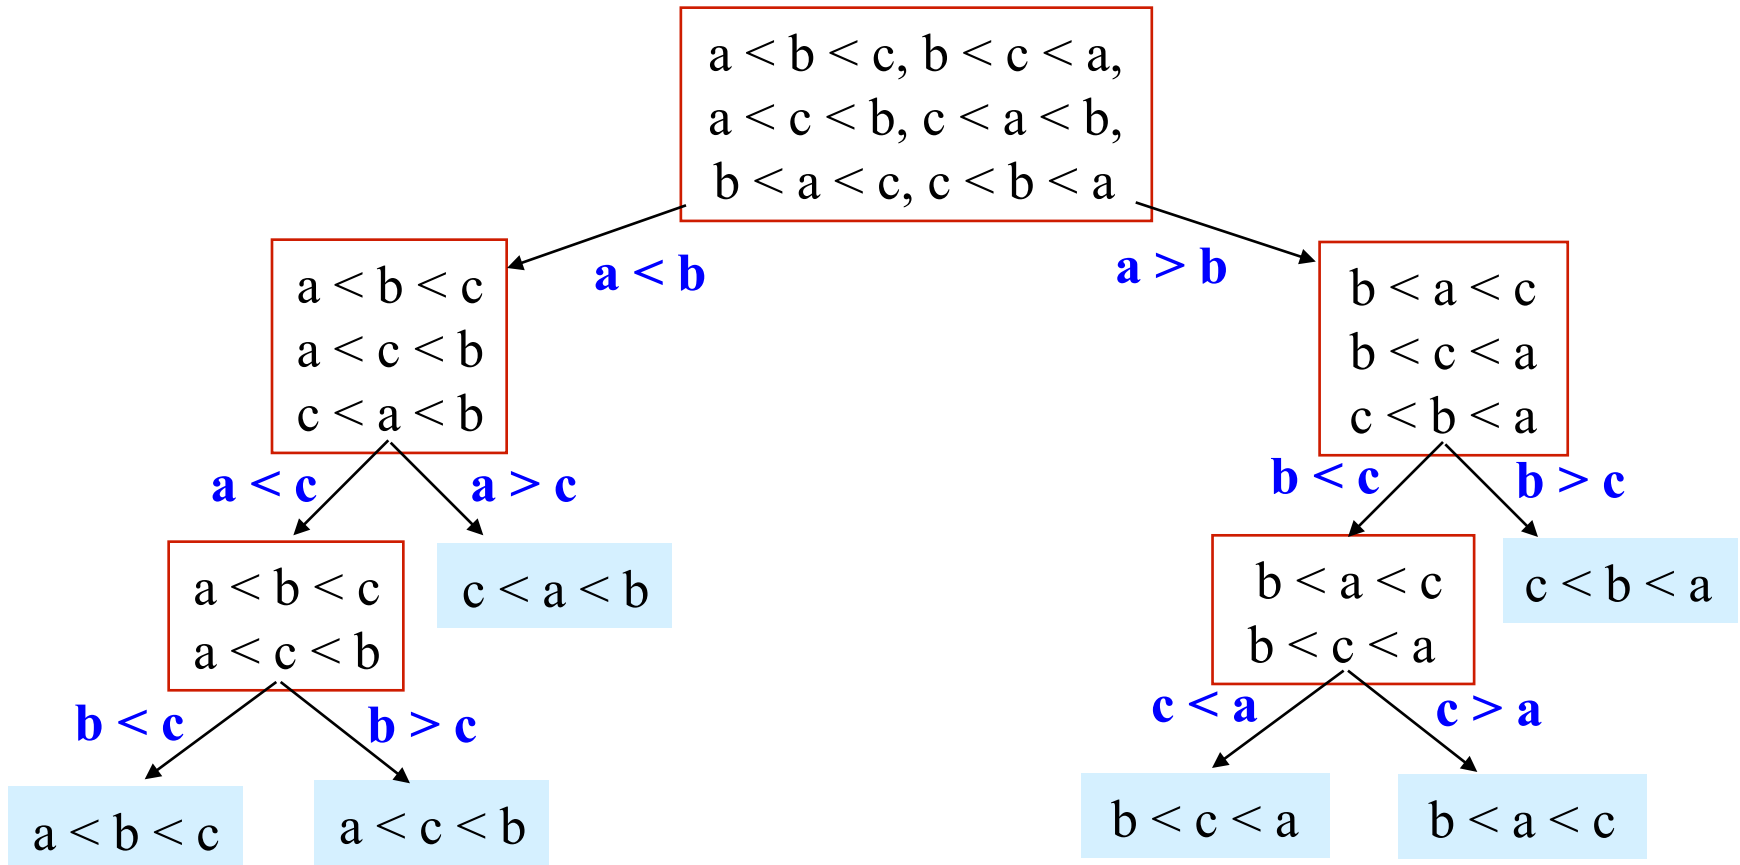 a < b < c, b < c < a,
a < c < b, c < a < b,
b < a < c, c < b < a
a < b
a > b
a < b < c
a < c < b
c < a < b
b < a < c
b < c < a
c < b < a
a < c
a > c
b < c
b > c
a < b < c
a < c < b
c < a < b
b < a < c
b < c < a
c < b < a
b < c
b > c
c < a
c > a
a < b < c
a < c < b
b < c < a
b < a < c